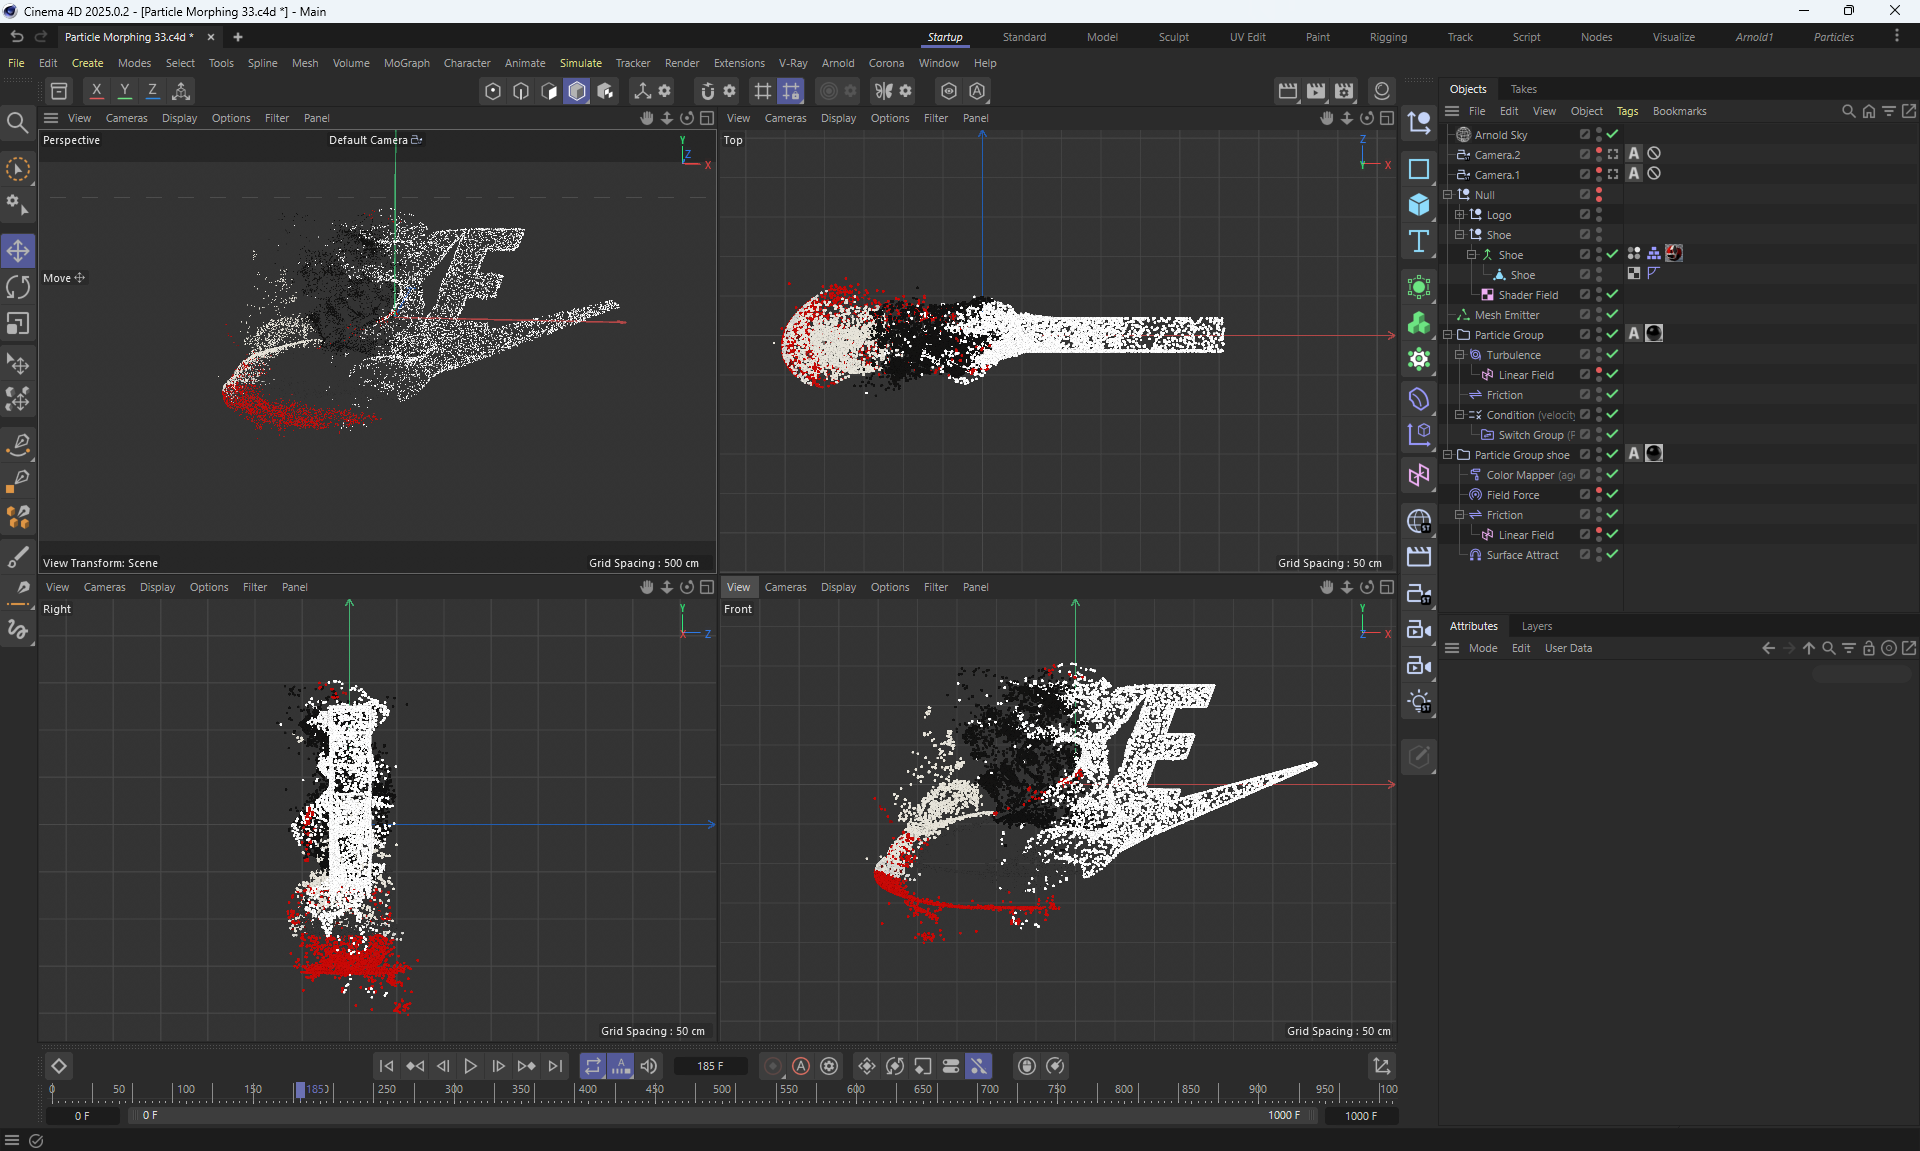 Cinema 4D 2025.0.2 - [Particle Morphing 33.c4d *] - Main
Particle Morphing 33.c4d *
Startup Standard Model Sculpt UV Edit Paint Rigging Track Script Nodes Visualize Arnold1 Particles
File Edit Create Modes Select Tools Spline Mesh Volume MoGraph Character Animate Simulate Tracker Render Extensions V-Ray Arnold Corona Window Help
X Y Z
View Cameras Display Options Filter Panel
Perspective
Default Camera
Y
Z
X
Move
View Transform: Scene
Grid Spacing : 500 cm
View Cameras Display Options Filter Panel
Top
Z
Y
X
Grid Spacing : 50 cm
View Cameras Display Options Filter Panel
Right
Y
X
Z
Grid Spacing : 50 cm
View Cameras Display Options Filter Panel
Front
Y
Z
X
Grid Spacing : 50 cm
185 F
0 50 100 150 185 250 300 350 400 450 500 550 600 650 700 750 800 850 900 950 100
0 F
0 F
1000 F
1000 F
ST
ST
ST
Objects Takes
File Edit View Object Tags Bookmarks
Arnold Sky
Camera.2 A
Camera.1 A
Null
Logo
Shoe
Shoe
Shoe
Shader Field
Mesh Emitter
Particle Group A
Turbulence
Linear Field
Friction
Condition (velocit
Switch Group (F
Particle Group shoe A
Color Mapper (ag
Field Force
Friction
Linear Field
Surface Attract
Attributes Layers
Mode Edit User Data